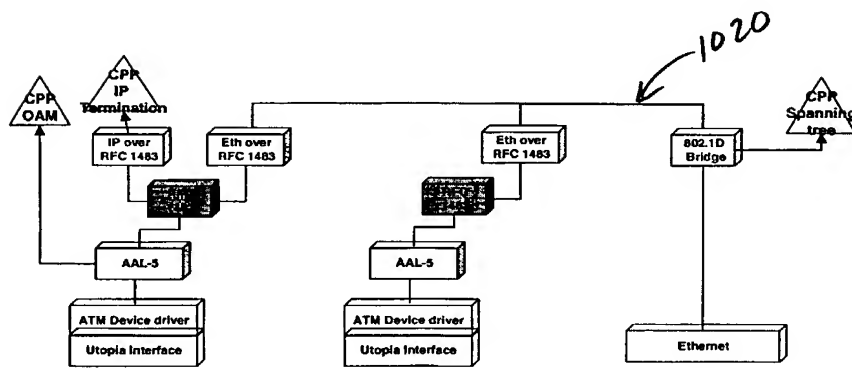 1020
CPP
OAM
CPP
IP
Termination
CPP
Spanning
tree
IP over
RFC 1483
Eth over
RFC 1483
Eth over
RFC 1483
802.1D
Bridge
AAL-5
AAL-5
ATM Device driver
Utopia Interface
ATM Device driver
Utopia Interface
Ethernet